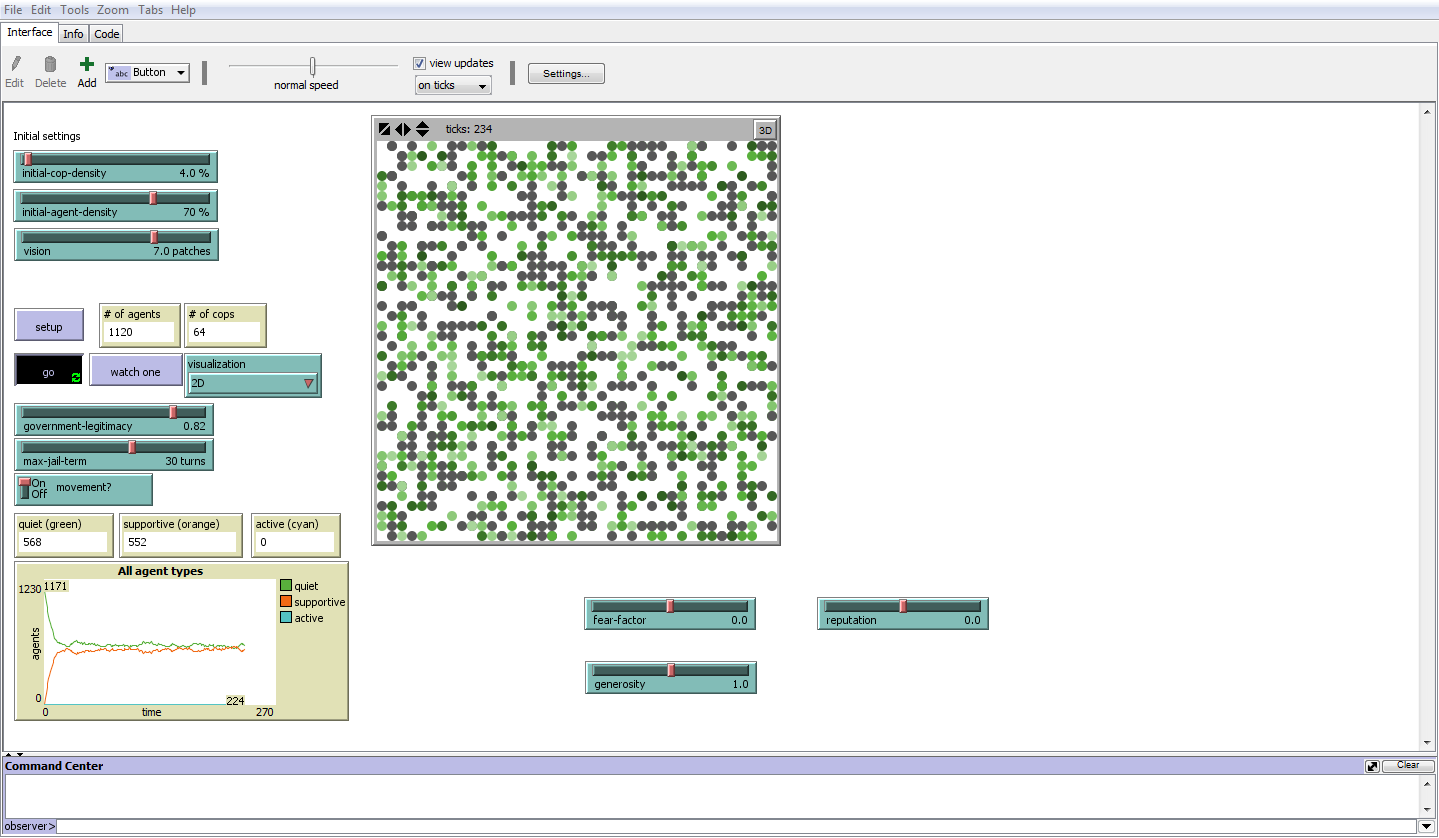 File Edit Tools Zoom Tabs Help
Interface Info Code
Edit Delete Add abc Button normal speed view updates on ticks Settings...
Initial settings
initial-cop-density 4.0 %
initial-agent-density 70 %
vision 7.0 patches
setup
# of agents
1120
# of cops
64
go
watch one
visualization
2D
government-legitimacy 0.82
max-jail-term 30 turns
On
Off
movement?
quiet (green)
568
supportive (orange)
552
active (cyan)
0
All agent types
1230
1171
agents
0
0
time
224
270
quiet
supportive
active
ticks: 234
3D
fear-factor 0.0
reputation 0.0
generosity 1.0
Command Center
Clear
observer>